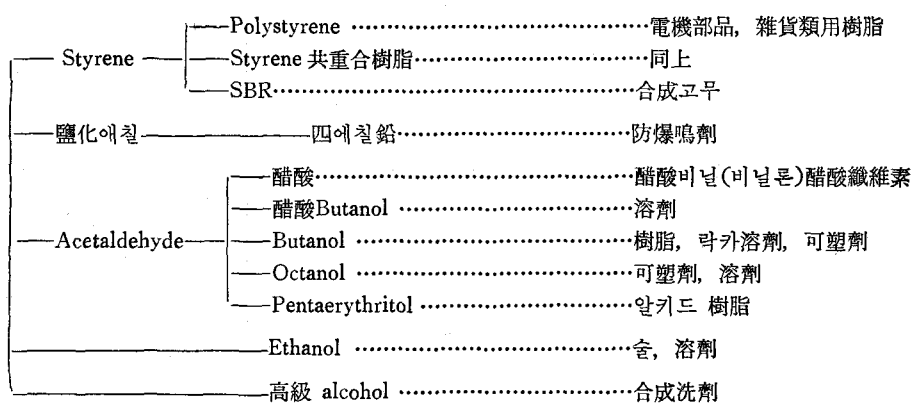 Polystyrene 電機部品, 雜貨類用樹脂
Styrene Styrene 共重合樹脂 同上
SBR 合成고무
鹽化애칠 四에칠鉛 防爆鳴劑
醋酸 醋酸비닐(비닐론)醋酸纖維素
醋酸Butanol 溶劑
Acetaldehyde Butanol 樹脂, 락카溶劑, 可塑劑
Octanol 可塑劑, 溶劑
Pentaerythritol 알키드 樹脂
Ethanol 술, 溶劑
高級 alcohol 合成洗劑